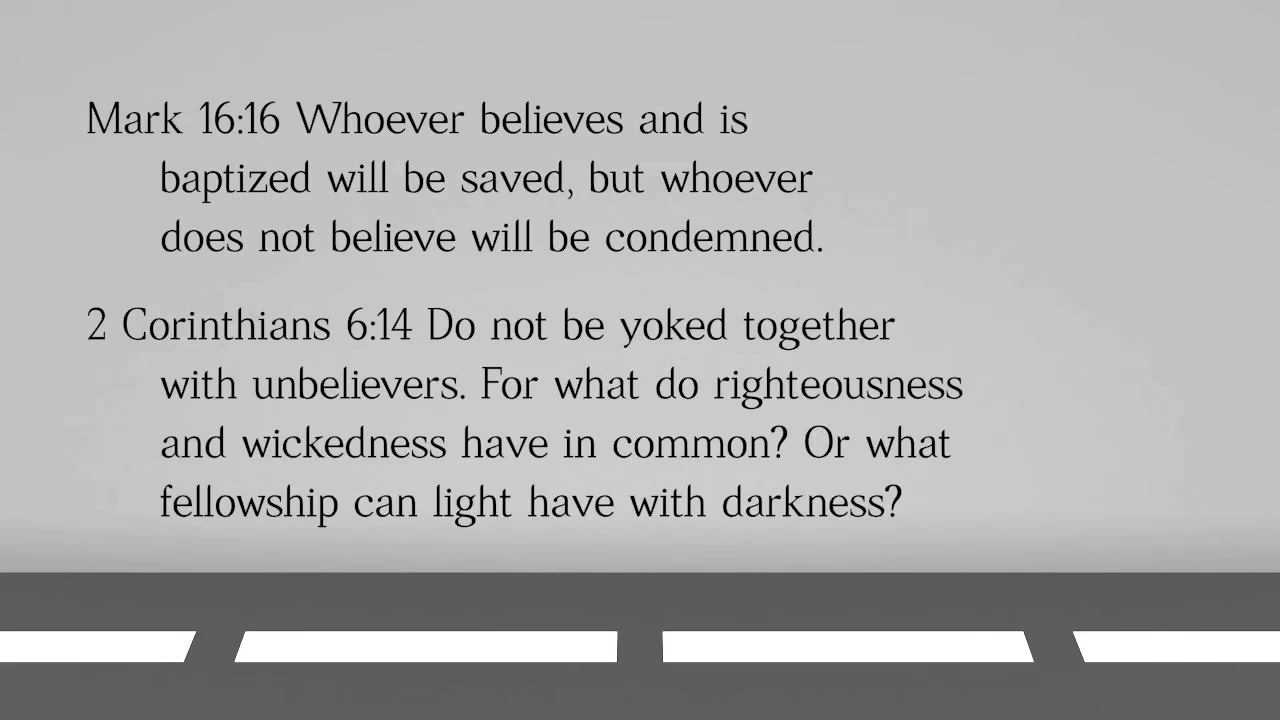 Mark 16:16 Whoever believes and is
baptized will be saved, but whoever
does not believe will be condemned.
2 Corinthians 6:14 Do not be yoked together
with unbelievers. For what do righteousness
and wickedness have in common? Or what
fellowship can light have with darkness?